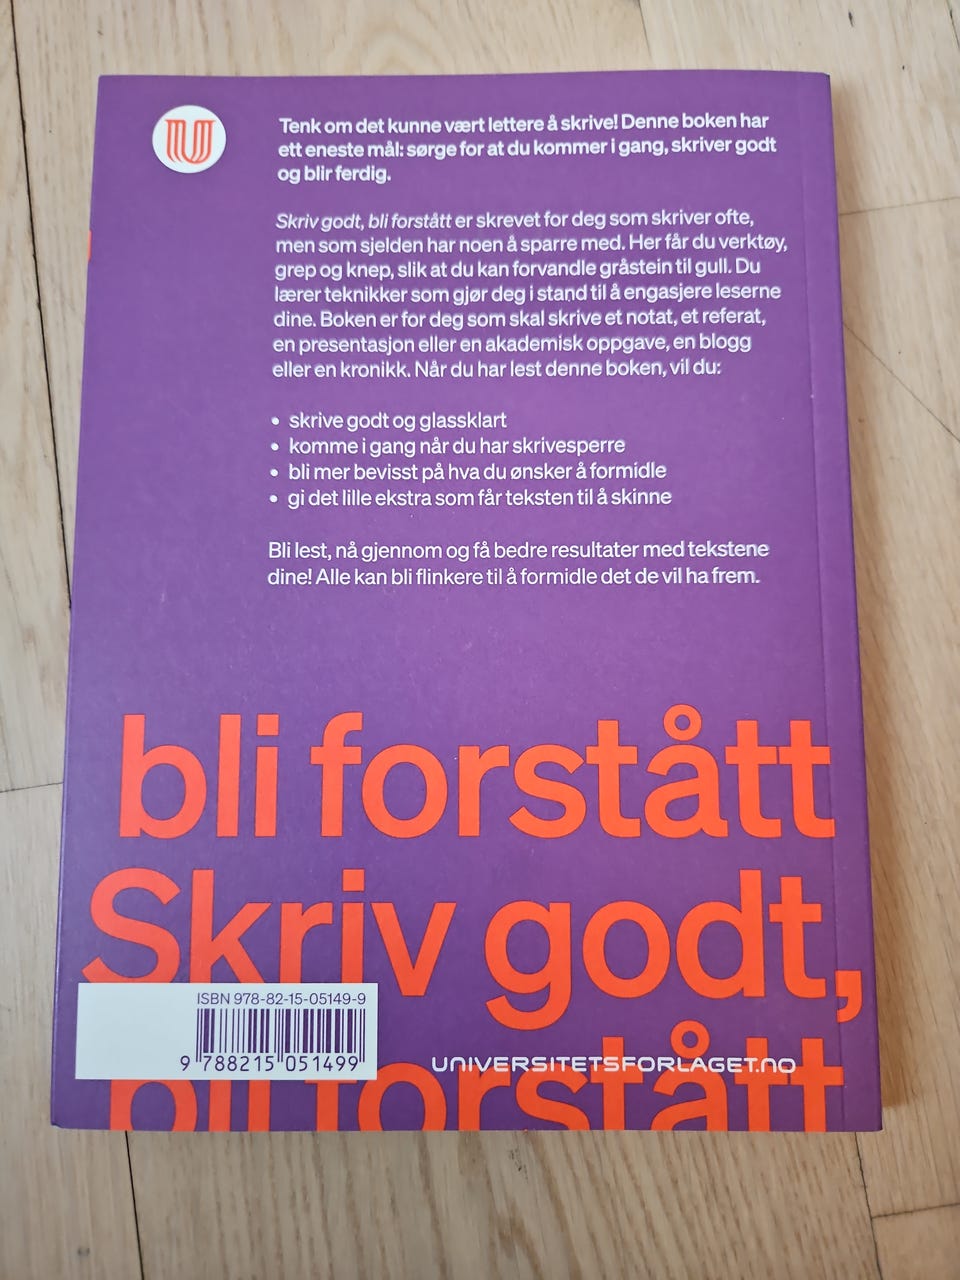 U
Tenk om det kunne vært lettere å skrive! Denne boken har
ett eneste mål: sørge for at du kommer i gang, skriver godt
og blir ferdig.
Skriv godt, bli forstått er skrevet for deg som skriver ofte,
men som sjelden har noen å sparre med. Her får du verktøy,
grep og knep, slik at du kan forvandle gråstein til gull. Du
lærer teknikker som gjør deg i stand til å engasjere leserne
dine. Boken er for deg som skal skrive et notat, et referat,
en presentasjon eller en akademisk oppgave, en blogg
eller en kronikk. Når du har lest denne boken, vil du:
• skrive godt og glassklart
• komme i gang når du har skrivesperre
• bli mer bevisst på hva du ønsker å formidle
• gi det lille ekstra som får teksten til å skinne
Bli lest, nå gjennom og få bedre resultater med tekstene
dine! Alle kan bli flinkere til å formidle det de vil ha frem.
bli forstått
Skriv godt,
ISBN 978-82-15-05149-9
9 788215 051499
UNIVERSITETSFORLAGET.NO
bli forstått